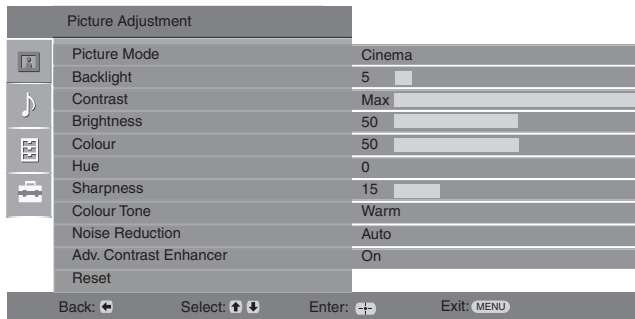 Picture Adjustment
Picture Mode Cinema
Backlight 5
Contrast Max
Brightness 50
Colour 50
Hue 0
Sharpness 15
Colour Tone Warm
Noise Reduction Auto
Adv. Contrast Enhancer On
Reset
Back: Select: Enter: Exit: MENU